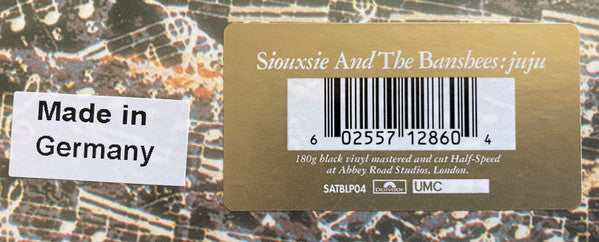 Made in
Germany
Siouxsie And The Banshees: juju
6 02557 12860 4
180g black vinyl mastered and cut Half-Speed
at Abbey Road Studios, London.
SATBLP04 polydor UMC